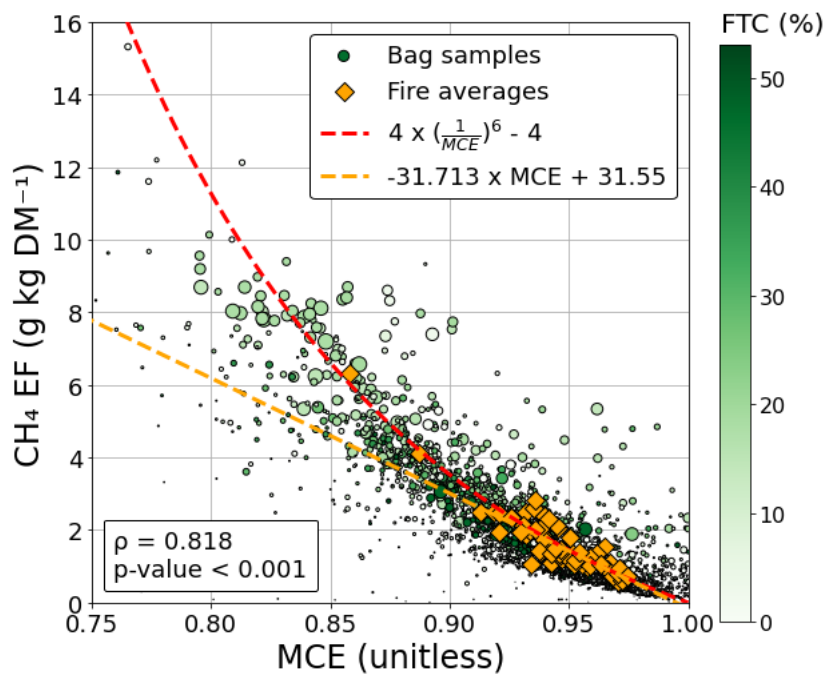 FTC (%)
16
14
12
10
8
6
4
2
0
CH₄ EF (g kg DM⁻¹)
Bag samples
Fire averages
4 x (1/MCE)⁶ - 4
-31.713 x MCE + 31.55
ρ = 0.818
p-value < 0.001
0.75
0.80
0.85
0.90
0.95
1.00
MCE (unitless)
50
40
30
20
10
0